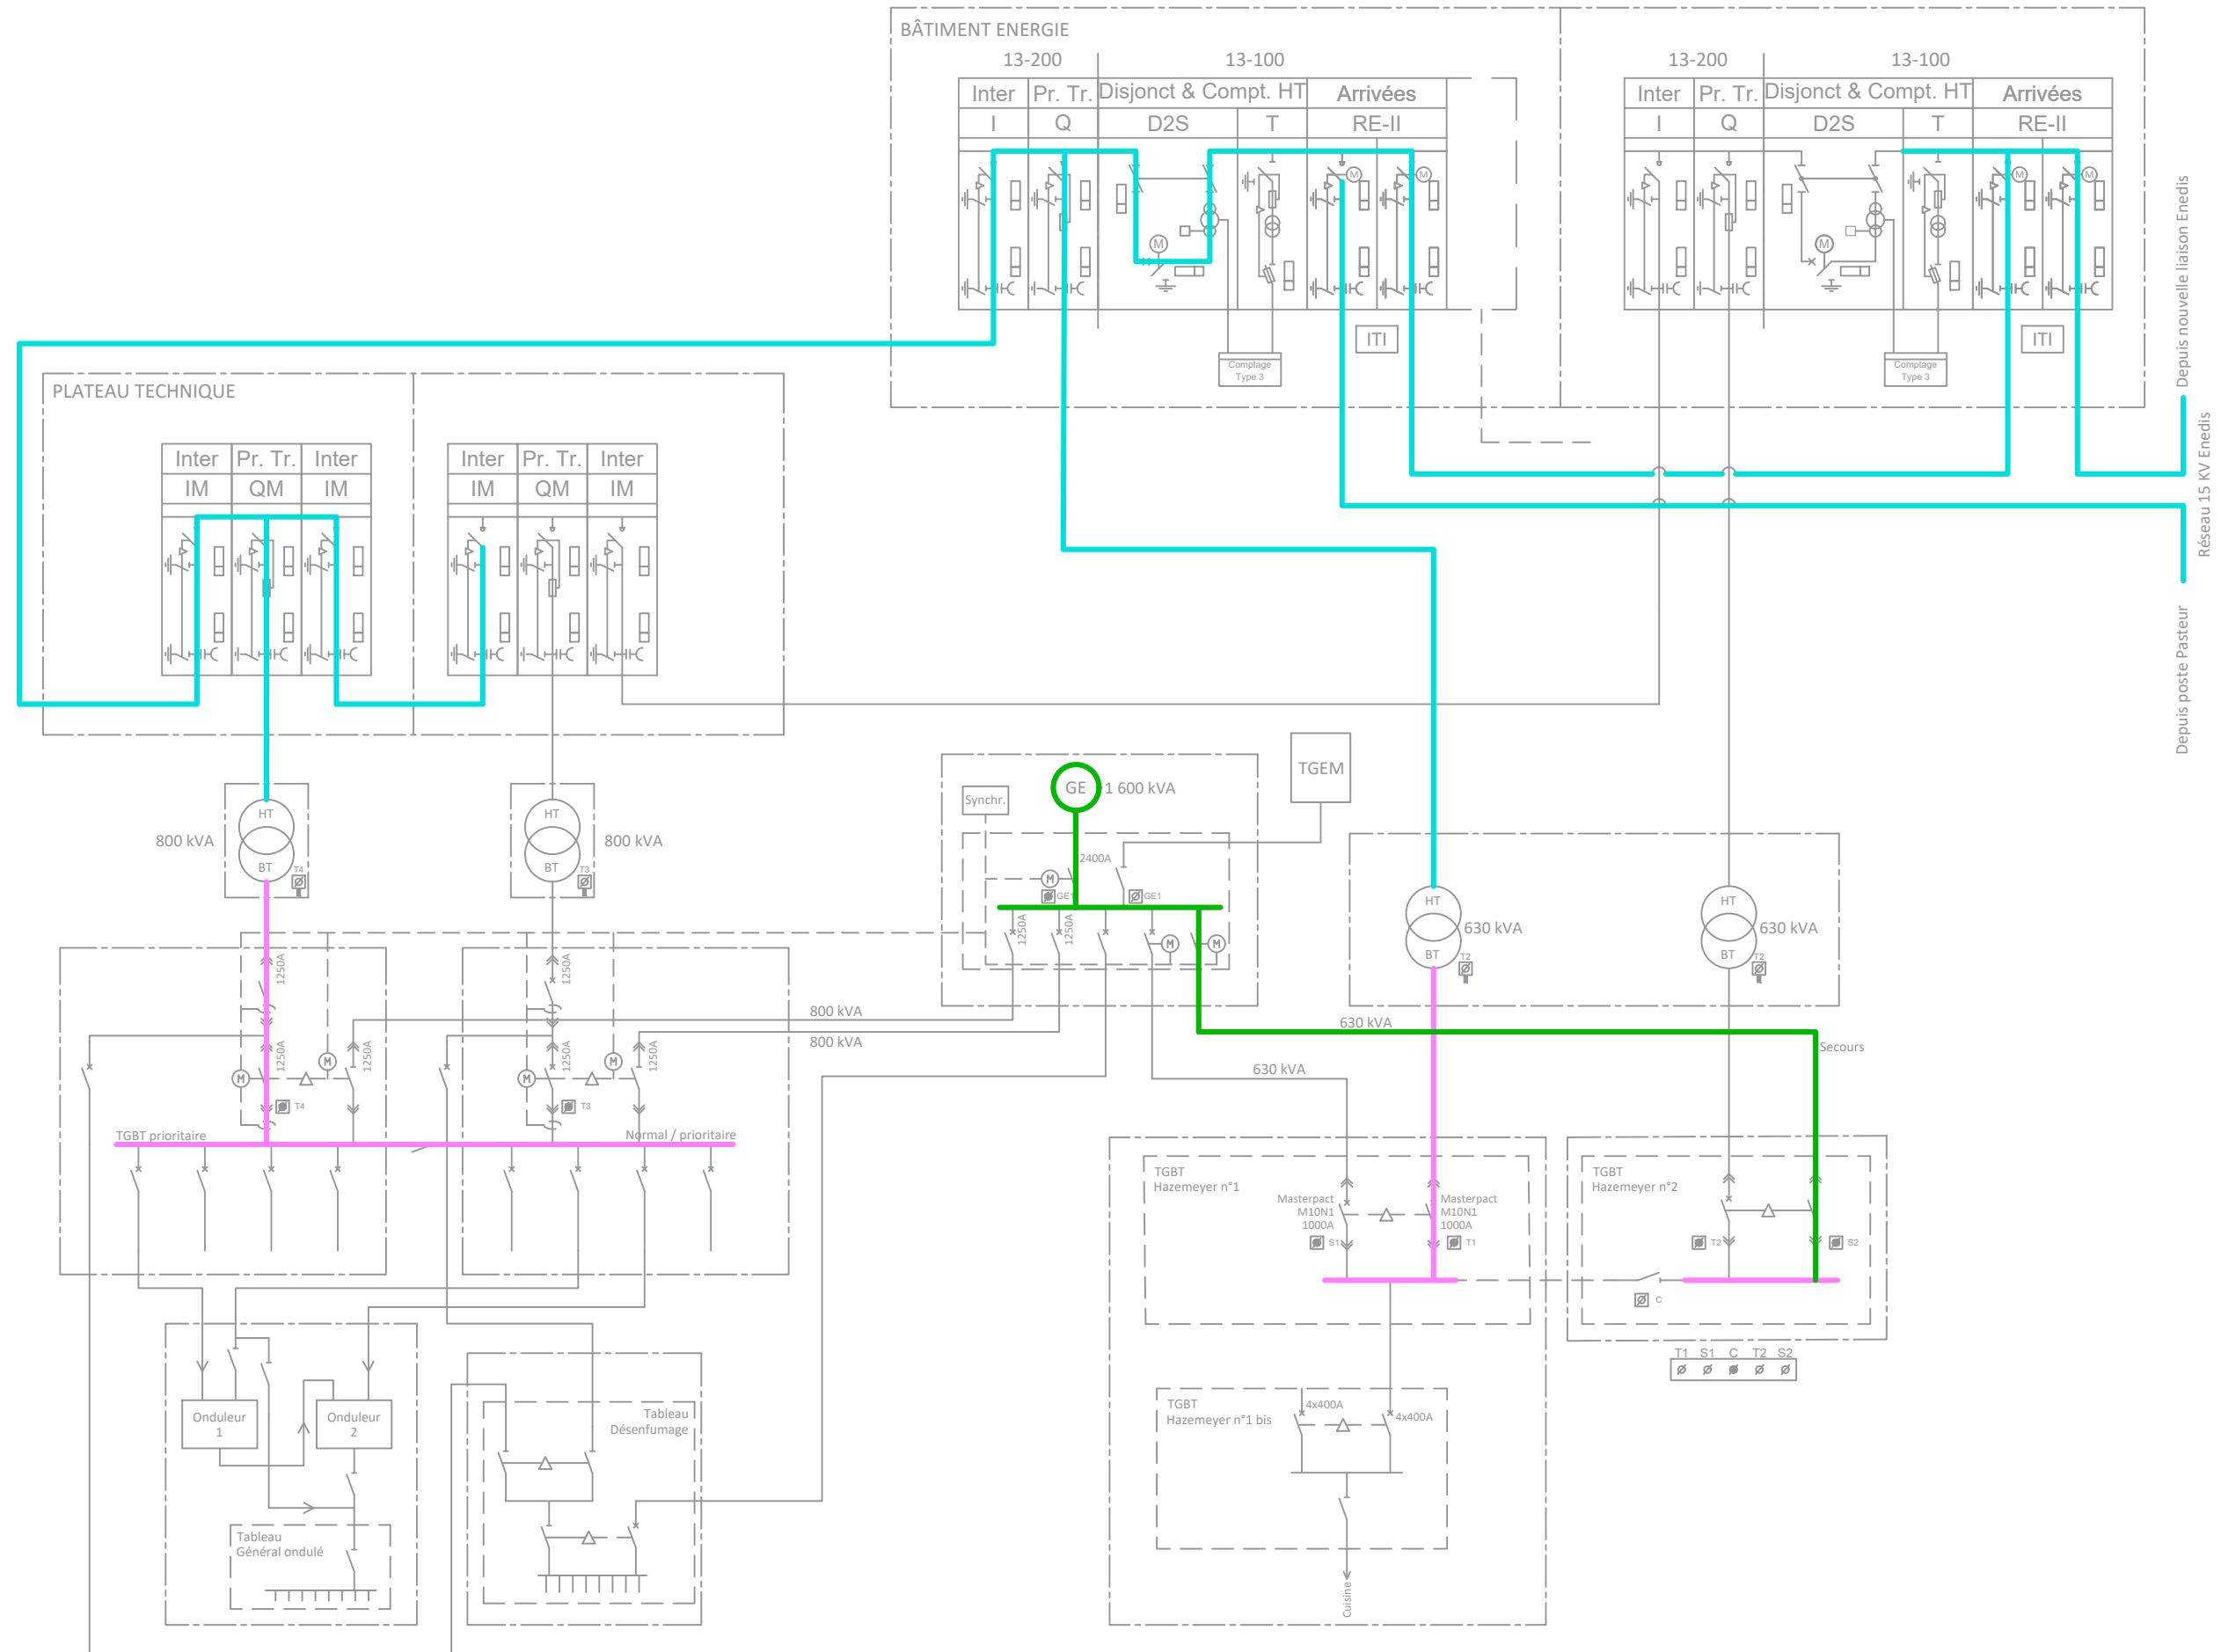 BÂTIMENT ENERGIE
13-200
13-100
13-200
13-100
Inter
Pr. Tr.
Disjonct & Compt. HT
Arrivées
I
Q
D2S
T
RE-II
Inter
Pr. Tr.
Disjonct & Compt. HT
Arrivées
I
Q
D2S
T
RE-II
M
M
M
M
M
M
ITI
ITI
Comptage
Type 3
Comptage
Type 3
Depuis nouvelle liaison Enedis
Réseau 15 KV Enedis
Depuis poste Pasteur
PLATEAU TECHNIQUE
Inter
Pr. Tr.
Inter
IM
QM
IM
Inter
Pr. Tr.
Inter
IM
QM
IM
HT
BT
800 kVA
T4
HT
BT
800 kVA
T3
GE
1 600 kVA
TGEM
Synchr.
2400A
M
GE1
GE1
1250A
1250A
M
M
HT
BT
630 kVA
T2
HT
BT
630 kVA
T2
1250A
1250A
800 kVA
800 kVA
630 kVA
630 kVA
Secours
1250A
1250A
1250A
1250A
M
M
M
M
T4
T3
TGBT prioritaire
Normal / prioritaire
TGBT
Hazemeyer n°1
Masterpact
M10N1
1000A
S1
Masterpact
M10N1
1000A
T1
TGBT
Hazemeyer n°2
T2
S2
C
T1 S1 C T2 S2
Onduleur
1
Onduleur
2
Tableau
Général ondulé
Tableau
Désenfumage
TGBT
Hazemeyer n°1 bis
4x400A
4x400A
Cuisine